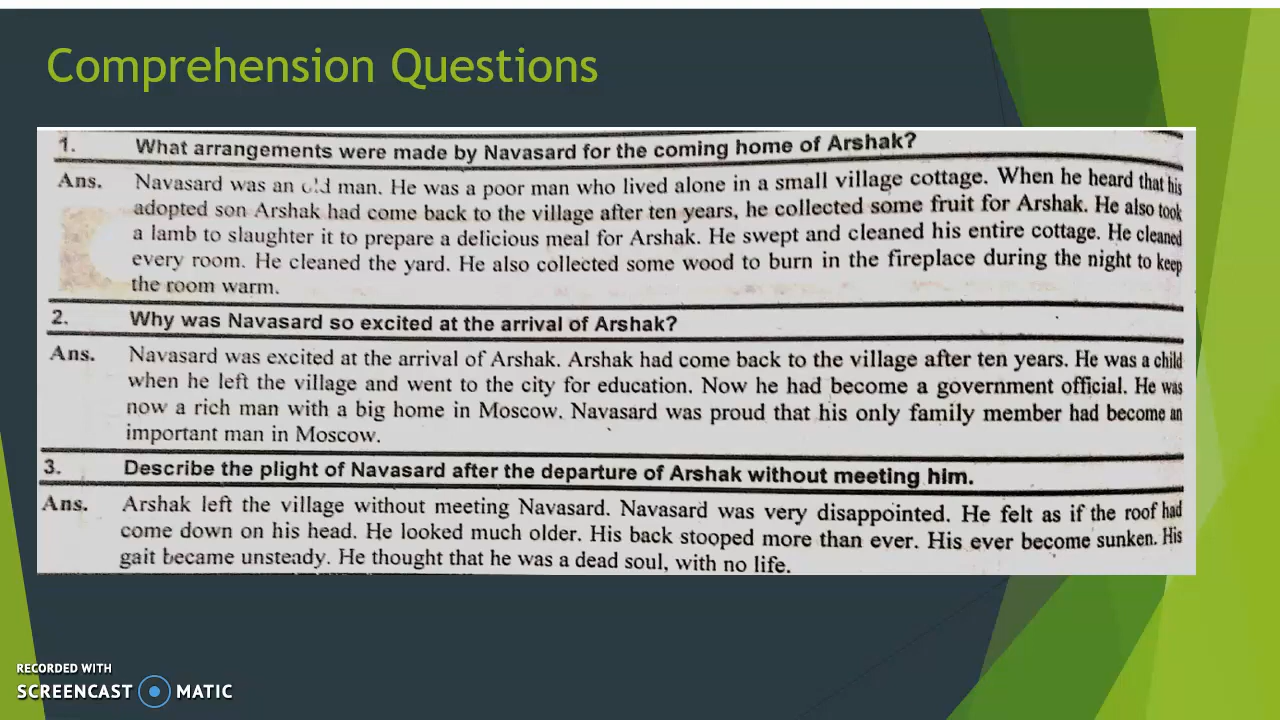 Comprehension Questions
1. What arrangements were made by Navasard for the coming home of Arshak?
Ans. Navasard was an old man. He was a poor man who lived alone in a small village cottage. When he heard that his
adopted son Arshak had come back to the village after ten years, he collected some fruit for Arshak. He also took
a lamb to slaughter it to prepare a delicious meal for Arshak. He swept and cleaned his entire cottage. He cleaned
every room. He cleaned the yard. He also collected some wood to burn in the fireplace during the night to keep
the room warm.
2. Why was Navasard so excited at the arrival of Arshak?
Ans. Navasard was excited at the arrival of Arshak. Arshak had come back to the village after ten years. He was a child
when he left the village and went to the city for education. Now he had become a government official. He was
now a rich man with a big home in Moscow. Navasard was proud that his only family member had become an
important man in Moscow.
3. Describe the plight of Navasard after the departure of Arshak without meeting him.
Ans. Arshak left the village without meeting Navasard. Navasard was very disappointed. He felt as if the roof had
come down on his head. He looked much older. His back stooped more than ever. His ever become sunken. His
gait became unsteady. He thought that he was a dead soul, with no life.
RECORDED WITH
SCREENCAST MATIC